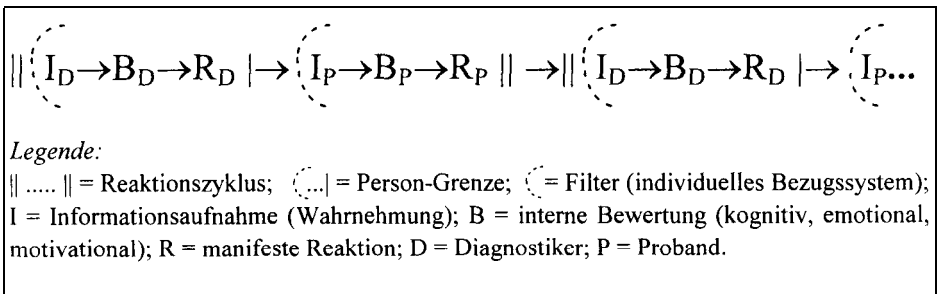 || I_D→B_D→R_D |→ I_P→B_P→R_P || →|| I_D→B_D→R_D |→ I_P...
Legende:
|| ..... || = Reaktionszyklus; (...| = Person-Grenze; ( = Filter (individuelles Bezugssystem);
I = Informationsaufnahme (Wahrnehmung); B = interne Bewertung (kognitiv, emotional,
motivational); R = manifeste Reaktion; D = Diagnostiker; P = Proband.